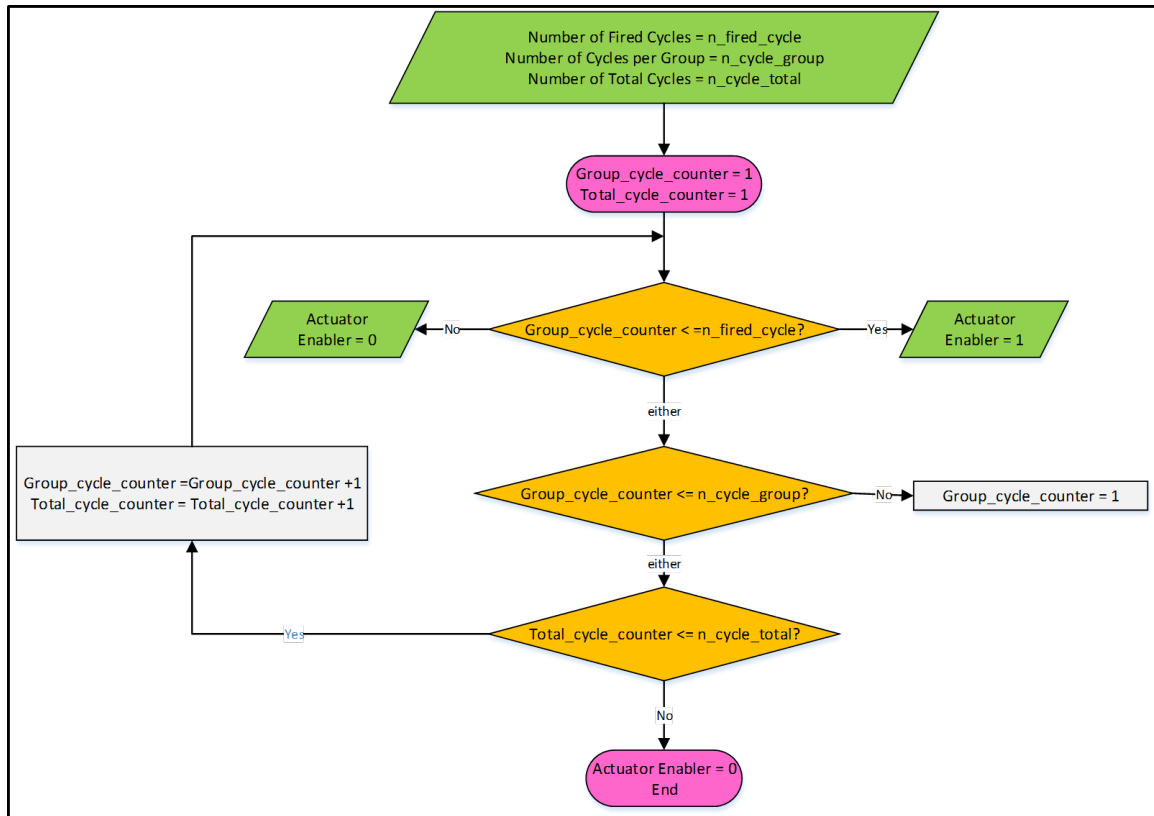 Number of Fired Cycles = n_fired_cycle
Number of Cycles per Group = n_cycle_group
Number of Total Cycles = n_cycle_total
Group_cycle_counter = 1
Total_cycle_counter = 1
Actuator
Enabler = 0
No
Group_cycle_counter < =n_fired_cycle?
Yes
Actuator
Enabler = 1
either
Group_cycle_counter =Group_cycle_counter +1
Total_cycle_counter = Total_cycle_counter +1
Group_cycle_counter <= n_cycle_group?
No
Group_cycle_counter = 1
either
Yes
Total_cycle_counter <= n_cycle_total?
No
Actuator Enabler = 0
End